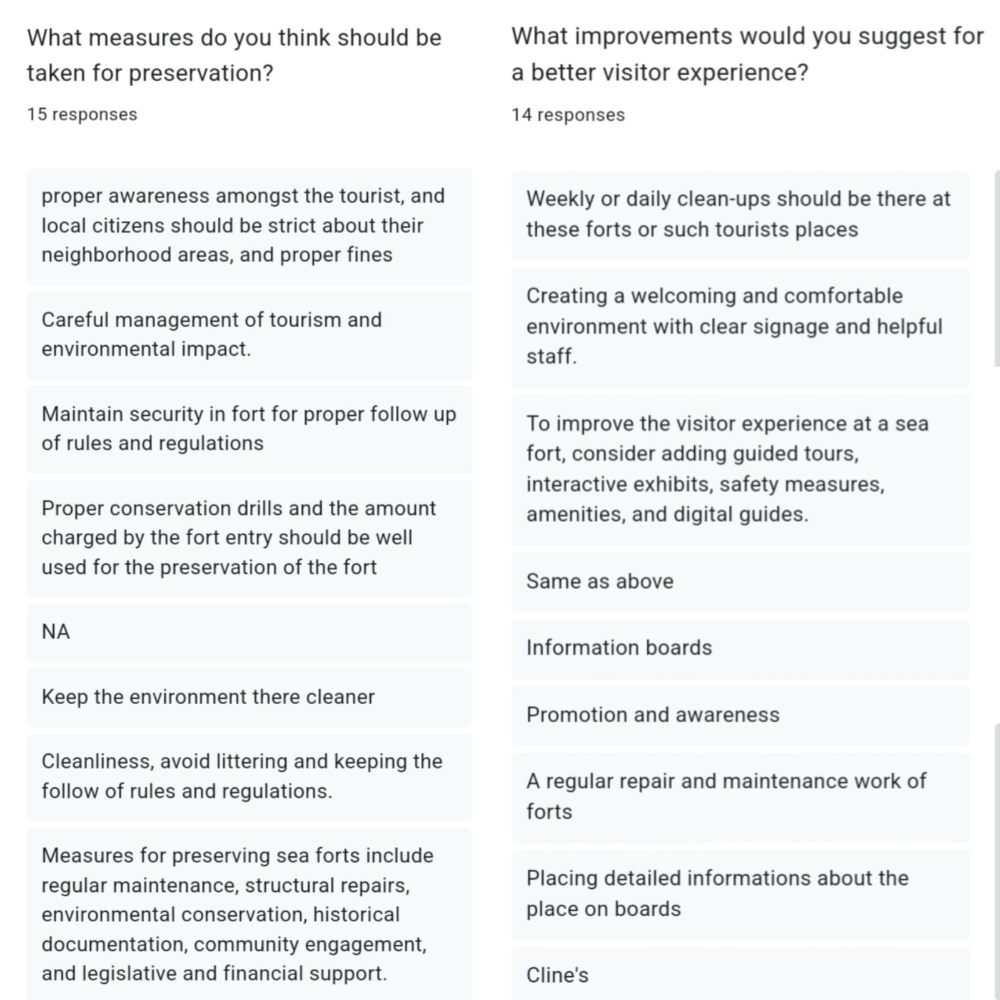 What measures do you think should be
taken for preservation?
15 responses
proper awareness amongst the tourist, and
local citizens should be strict about their
neighborhood areas, and proper fines
Careful management of tourism and
environmental impact.
Maintain security in fort for proper follow up
of rules and regulations
Proper conservation drills and the amount
charged by the fort entry should be well
used for the preservation of the fort
NA
Keep the environment there cleaner
Cleanliness, avoid littering and keeping the
follow of rules and regulations.
Measures for preserving sea forts include
regular maintenance, structural repairs,
environmental conservation, historical
documentation, community engagement,
and legislative and financial support.
What improvements would you suggest for
a better visitor experience?
14 responses
Weekly or daily clean-ups should be there at
these forts or such tourists places
Creating a welcoming and comfortable
environment with clear signage and helpful
staff.
To improve the visitor experience at a sea
fort, consider adding guided tours,
interactive exhibits, safety measures,
amenities, and digital guides.
Same as above
Information boards
Promotion and awareness
A regular repair and maintenance work of
forts
Placing detailed informations about the
place on boards
Cline's